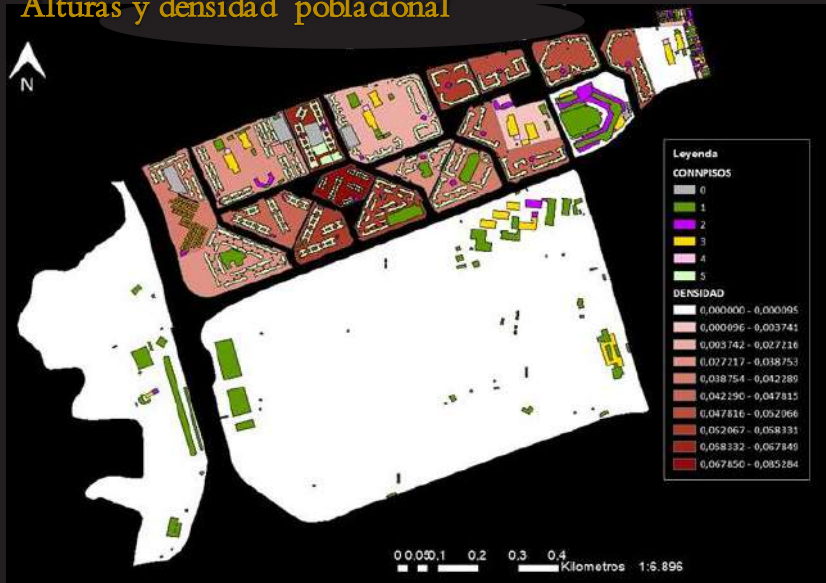 Alturas y densidad poblacional
N
Leyenda
CONNPISOS
0
1
2
3
4
5
DENSIDAD
0,000000 - 0,000095
0,000096 - 0,003741
0,003742 - 0,027216
0,027217 - 0,038753
0,038754 - 0,042289
0,042290 - 0,047815
0,047816 - 0,052066
0,052067 - 0,058331
0,058332 - 0,067849
0,067850 - 0,085284
0 0,050,1 0,2 0,3 0,4
Kilometros 1:6.896